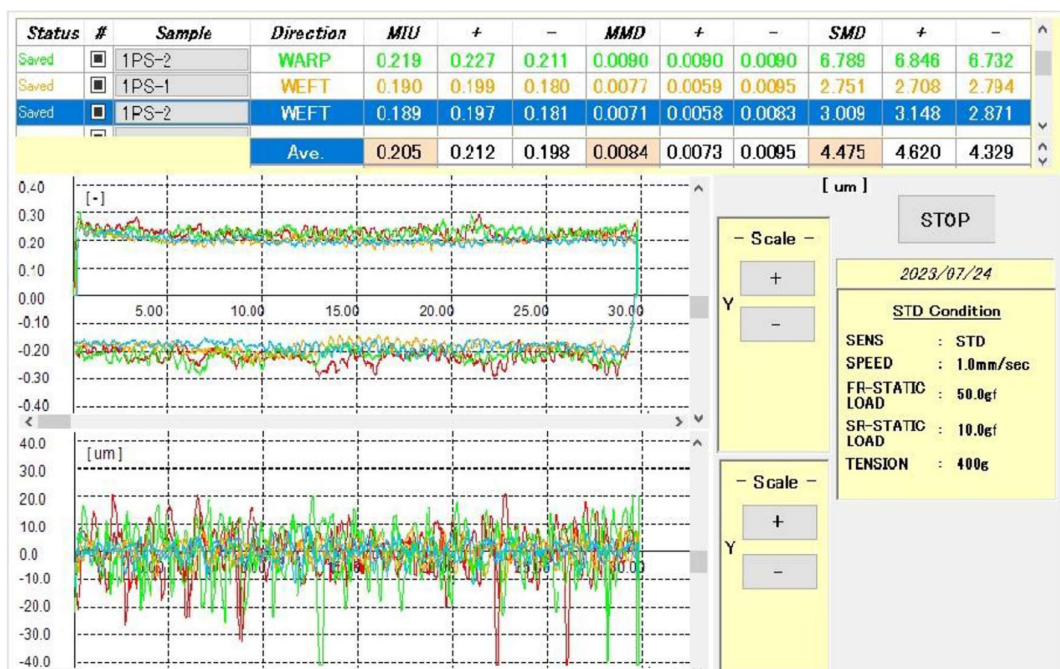 Status # Sample Direction MIU + - MMD + - SMD + -
Saved 1PS-2 WARP 0.219 0.227 0.211 0.0090 0.0090 0.0090 6.789 6.846 6.732
Saved 1PS-1 WEFT 0.190 0.199 0.180 0.0077 0.0059 0.0095 2.751 2.708 2.794
Saved 1PS-2 WEFT 0.189 0.197 0.181 0.0071 0.0058 0.0083 3.009 3.148 2.871
Ave. 0.205 0.212 0.198 0.0084 0.0073 0.0095 4.475 4.620 4.329
0.40
[-]
0.30
0.20
0.10
0.00
5.00 10.00 15.00 20.00 25.00 30.00
-0.10
-0.20
-0.30
-0.40
[ um ]
STOP
- Scale -
+
Y
-
2023/07/24
STD Condition
SENS : STD
SPEED : 1.0mm/sec
FR-STATIC LOAD : 50.0gf
SR-STATIC LOAD : 10.0gf
TENSION : 400g
40.0
[um]
30.0
20.0
10.0
0.0
-10.0
-20.0
-30.0
-40.0
- Scale -
+
Y
-